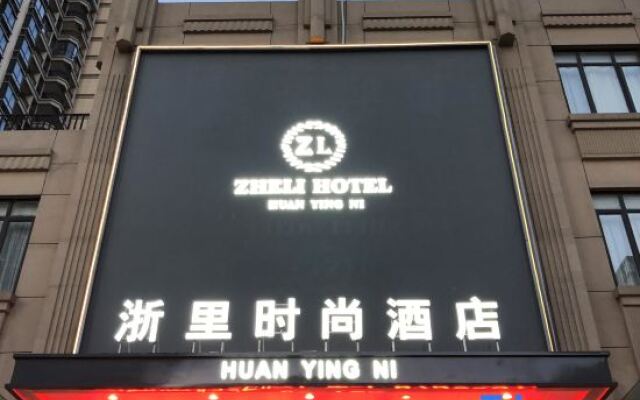 ZL
ZHELI HOTEL
HUAN YING NI
浙里时尚酒店
HUAN YING NI